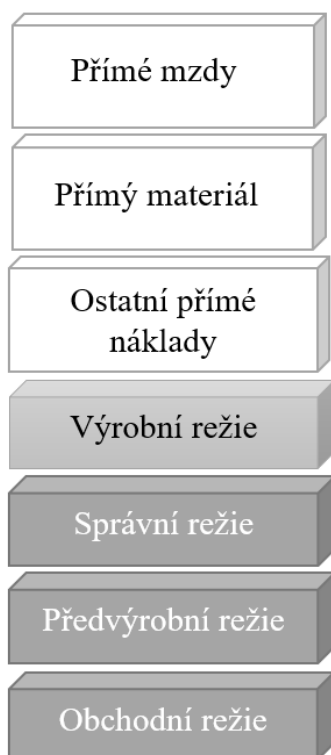 Přímé mzdy
Přímý materiál
Ostatní přímé
náklady
Výrobní režie
Správní režie
Předvýrobní režie
Obchodní režie